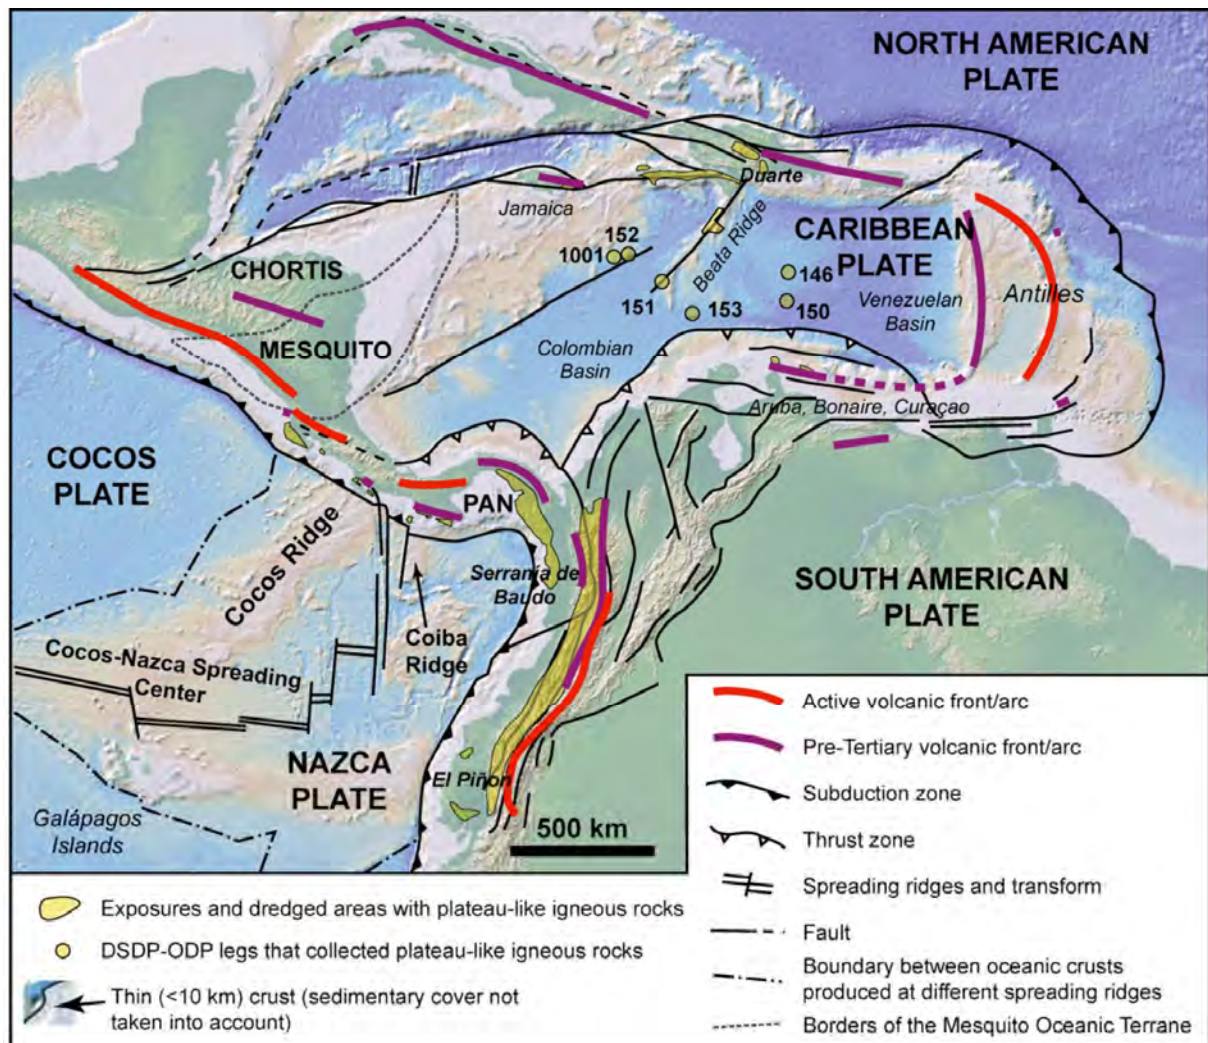 NORTH AMERICAN
PLATE
Duarte
Jamaica
Beata Ridge
CARIBBEAN
PLATE
152
1001
CHORTIS
146
151
153
150
Venezuelan
Basin
Antilles
MESQUITO
Colombian
Basin
Aruba, Bonaire, Curaçao
COCOS
PLATE
PAN
Cocos Ridge
Serranía de
Baudo
SOUTH AMERICAN
PLATE
Coiba
Ridge
Cocos-Nazca Spreading
Center
NAZCA
PLATE
El Piñon
Galápagos
Islands
500 km
Active volcanic front/arc
Pre-Tertiary volcanic front/arc
Subduction zone
Thrust zone
Spreading ridges and transform
Fault
Boundary between oceanic crusts
produced at different spreading ridges
Borders of the Mesquito Oceanic Terrane
Exposures and dredged areas with plateau-like igneous rocks
DSDP-ODP legs that collected plateau-like igneous rocks
Thin (<10 km) crust (sedimentary cover not
taken into account)